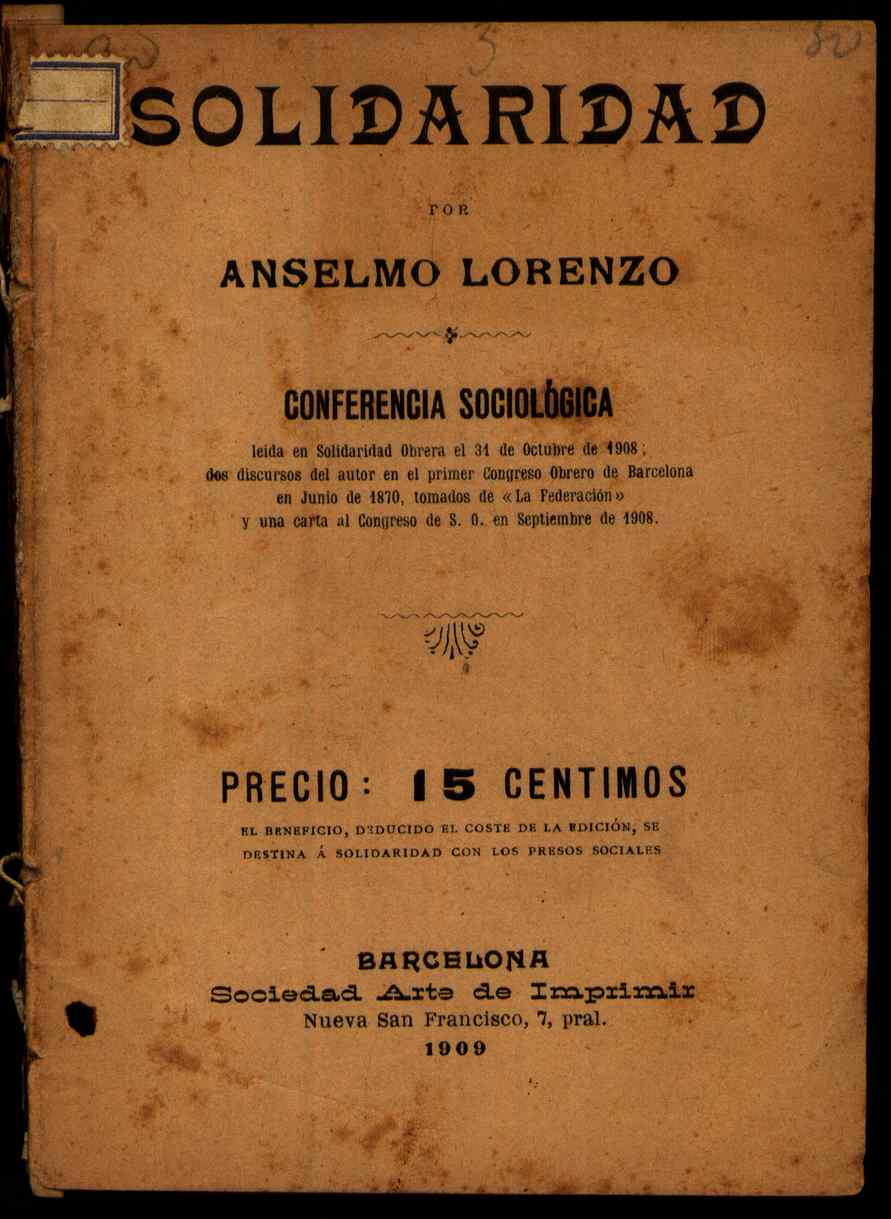 3
82
SOLIDARIDAD
POR
ANSELMO LORENZO
CONFERENCIA SOCIOLÓGICA
leida en Solidaridad Obrera el 31 de Octubre de 1908;
dos discursos del autor en el primer Congreso Obrero de Barcelona
en Junio de 1870, tomados de «La Federación»
y una carta al Congreso de S. O. en Septiembre de 1908.
PRECIO: 15 CENTIMOS
EL BENEFICIO, DEDUCIDO EL COSTE DE LA EDICIÓN, SE
DESTINA Á SOLIDARIDAD CON LOS PRESOS SOCIALES
BARCELONA
Sociedad Arte de Imprimir
Nueva San Francisco, 7, pral.
1909